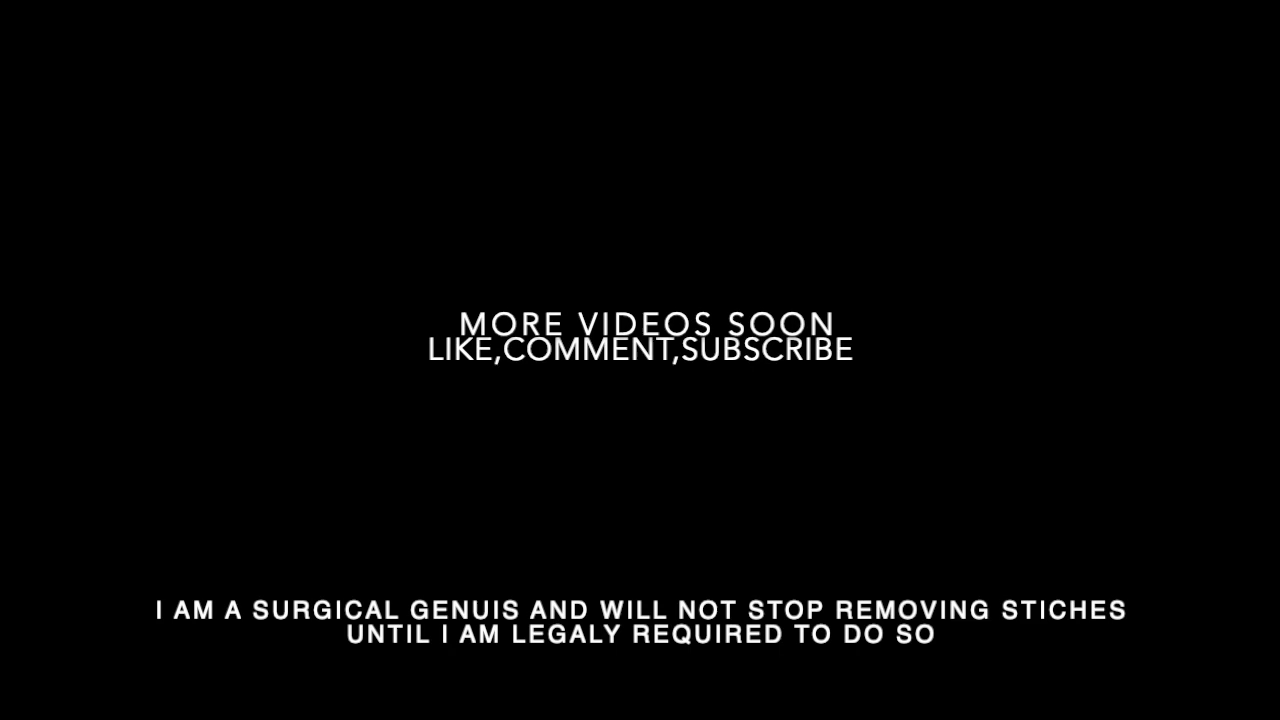 MORE VIDEOS SOON
LIKE,COMMENT,SUBSCRIBE
I AM A SURGICAL GENUIS AND WILL NOT STOP REMOVING STICHES
UNTIL I AM LEGALY REQUIRED TO DO SO